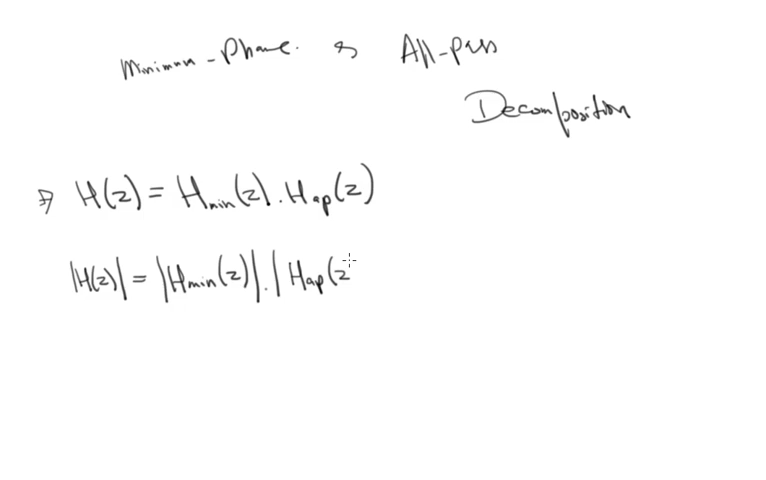 Minimum-Phase & All-pass
Decomposition
⇒ H(z) = Hmin(z) . Hap(z)
|H(z)| = |Hmin(z)| . |Hap(z